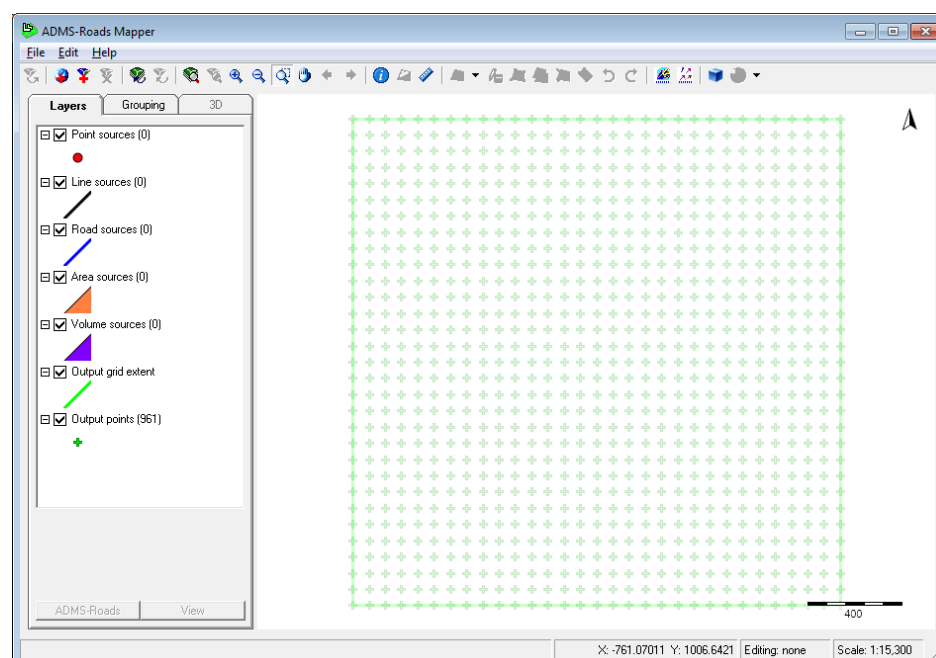 ADMS-Roads Mapper
File Edit Help
Layers Grouping 3D
Point sources (0)
Line sources (0)
Road sources (0)
Area sources (0)
Volume sources (0)
Output grid extent
Output points (961)
400
ADMS-Roads View
X: -761.07011 Y: 1006.6421 Editing: none Scale: 1:15,300